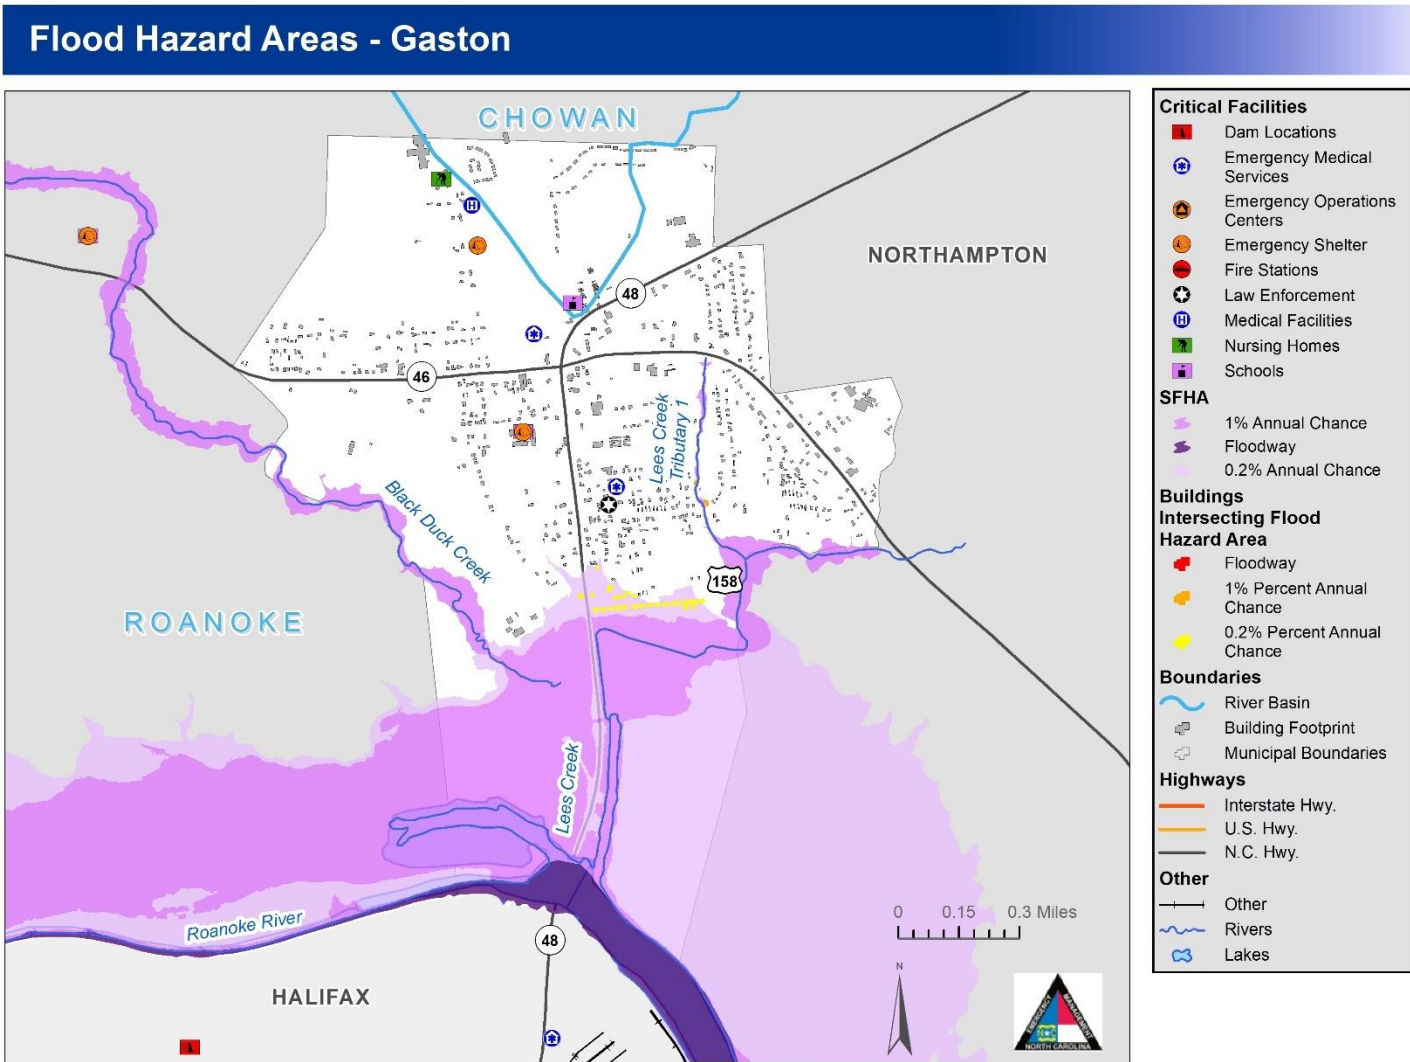 Flood Hazard Areas - Gaston
CHOWAN
NORTHAMPTON
48
46
Lees Creek
Tributary 1
Black Duck Creek
158
ROANOKE
Lees Creek
Roanoke River
48
HALIFAX
0 0.15 0.3 Miles
N
EMERGENCY
MANAGEMENT
N C
NORTH CAROLINA
Critical Facilities
Dam Locations
Emergency Medical
Services
Emergency Operations
Centers
Emergency Shelter
Fire Stations
Law Enforcement
H
Medical Facilities
Nursing Homes
Schools
SFHA
1% Annual Chance
Floodway
0.2% Annual Chance
Buildings
Intersecting Flood
Hazard Area
Floodway
1% Percent Annual
Chance
0.2% Percent Annual
Chance
Boundaries
River Basin
Building Footprint
Municipal Boundaries
Highways
Interstate Hwy.
U.S. Hwy.
N.C. Hwy.
Other
Other
Rivers
Lakes